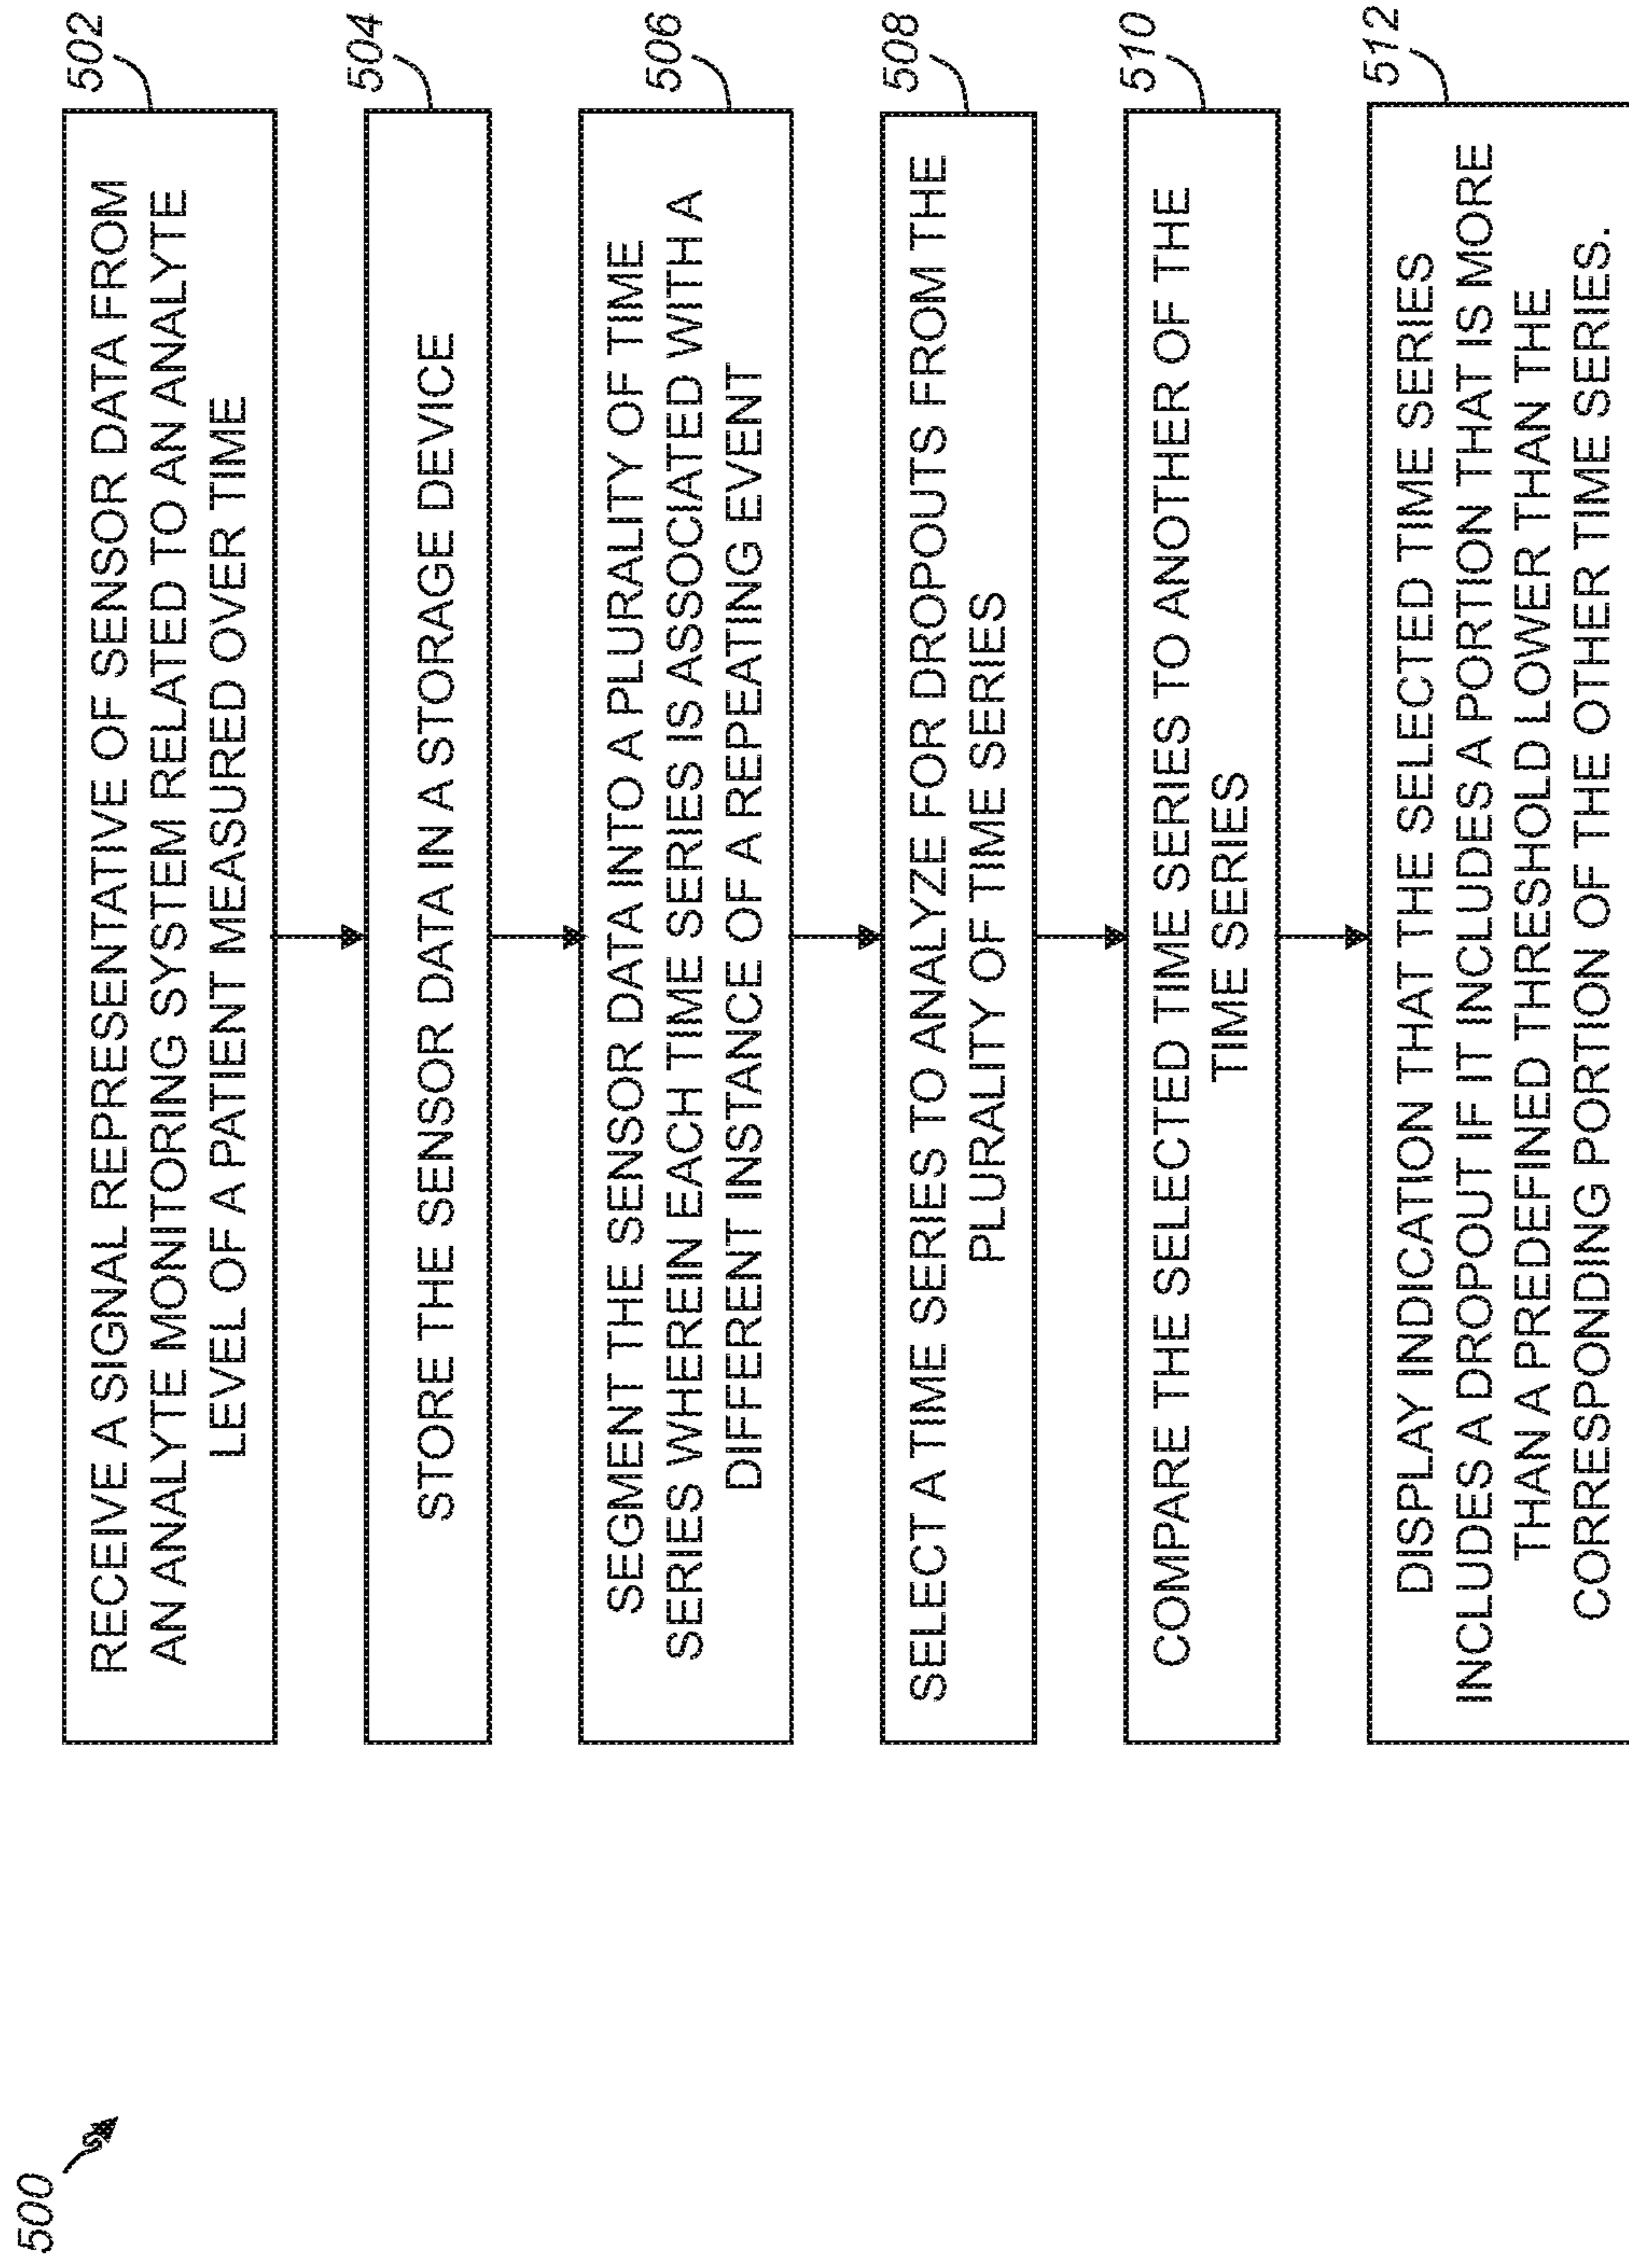 500
502
RECEIVE A SIGNAL REPRESENTATIVE OF SENSOR DATA FROM
AN ANALYTE MONITORING SYSTEM RELATED TO AN ANALYTE
LEVEL OF A PATIENT MEASURED OVER TIME
504
STORE THE SENSOR DATA IN A STORAGE DEVICE
506
SEGMENT THE SENSOR DATA INTO A PLURALITY OF TIME
SERIES WHEREIN EACH TIME SERIES IS ASSOCIATED WITH A
DIFFERENT INSTANCE OF A REPEATING EVENT
508
SELECT A TIME SERIES TO ANALYZE FOR DROPOUTS FROM THE
PLURALITY OF TIME SERIES
510
COMPARE THE SELECTED TIME SERIES TO ANOTHER OF THE
TIME SERIES
512
DISPLAY INDICATION THAT THE SELECTED TIME SERIES
INCLUDES A DROPOUT IF IT INCLUDES A PORTION THAT IS MORE
THAN A PREDEFINED THRESHOLD LOWER THAN THE
CORRESPONDING PORTION OF THE OTHER TIME SERIES.